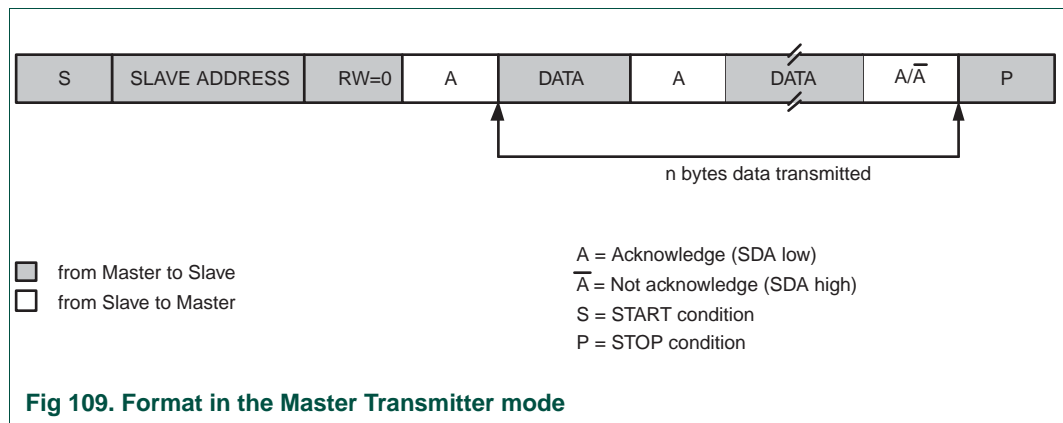 S SLAVE ADDRESS RW=0 A DATA A DATA A/A̅ P
n bytes data transmitted
from Master to Slave
from Slave to Master
A = Acknowledge (SDA low)
A̅ = Not acknowledge (SDA high)
S = START condition
P = STOP condition
Fig 109. Format in the Master Transmitter mode